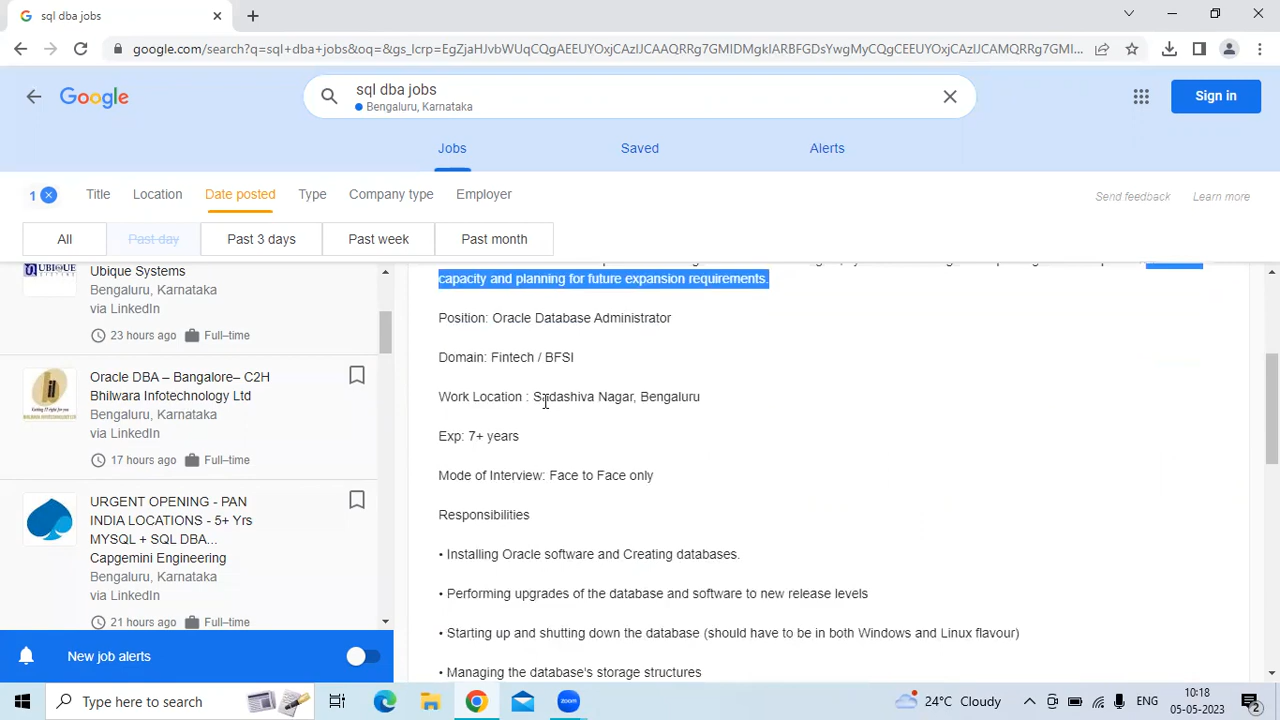 sql dba jobs
google.com/search?q=sql+dba+jobs&oq=&gs_lcrp=EgZjaHJvbWUqCQgAEEUYOxjCAzIJCAAQRRg7GMIDMgkIARBFGDsYwgMyCQgCEEUYOxjCAzIJCAMQRRg7GMI...
Google
sql dba jobs
Bengaluru, Karnataka
Sign in
Jobs
Saved
Alerts
1
Title
Location
Date posted
Type
Company type
Employer
Send feedback
Learn more
All
Past day
Past 3 days
Past week
Past month
UBIQUE
Ubique Systems
Bengaluru, Karnataka
via LinkedIn
23 hours ago
Full–time
Oracle DBA – Bangalore– C2H
Bhilwara Infotechnology Ltd
Bengaluru, Karnataka
via LinkedIn
17 hours ago
Full–time
URGENT OPENING - PAN
INDIA LOCATIONS - 5+ Yrs
MYSQL + SQL DBA...
Capgemini Engineering
Bengaluru, Karnataka
via LinkedIn
21 hours ago
Full–time
New job alerts
capacity and planning for future expansion requirements.
Position: Oracle Database Administrator
Domain: Fintech / BFSI
Work Location : Sadashiva Nagar, Bengaluru
Exp: 7+ years
Mode of Interview: Face to Face only
Responsibilities
• Installing Oracle software and Creating databases.
• Performing upgrades of the database and software to new release levels
• Starting up and shutting down the database (should have to be in both Windows and Linux flavour)
• Managing the database's storage structures
Type here to search
zoom
24°C Cloudy
ENG
10:18
05-05-2023
2